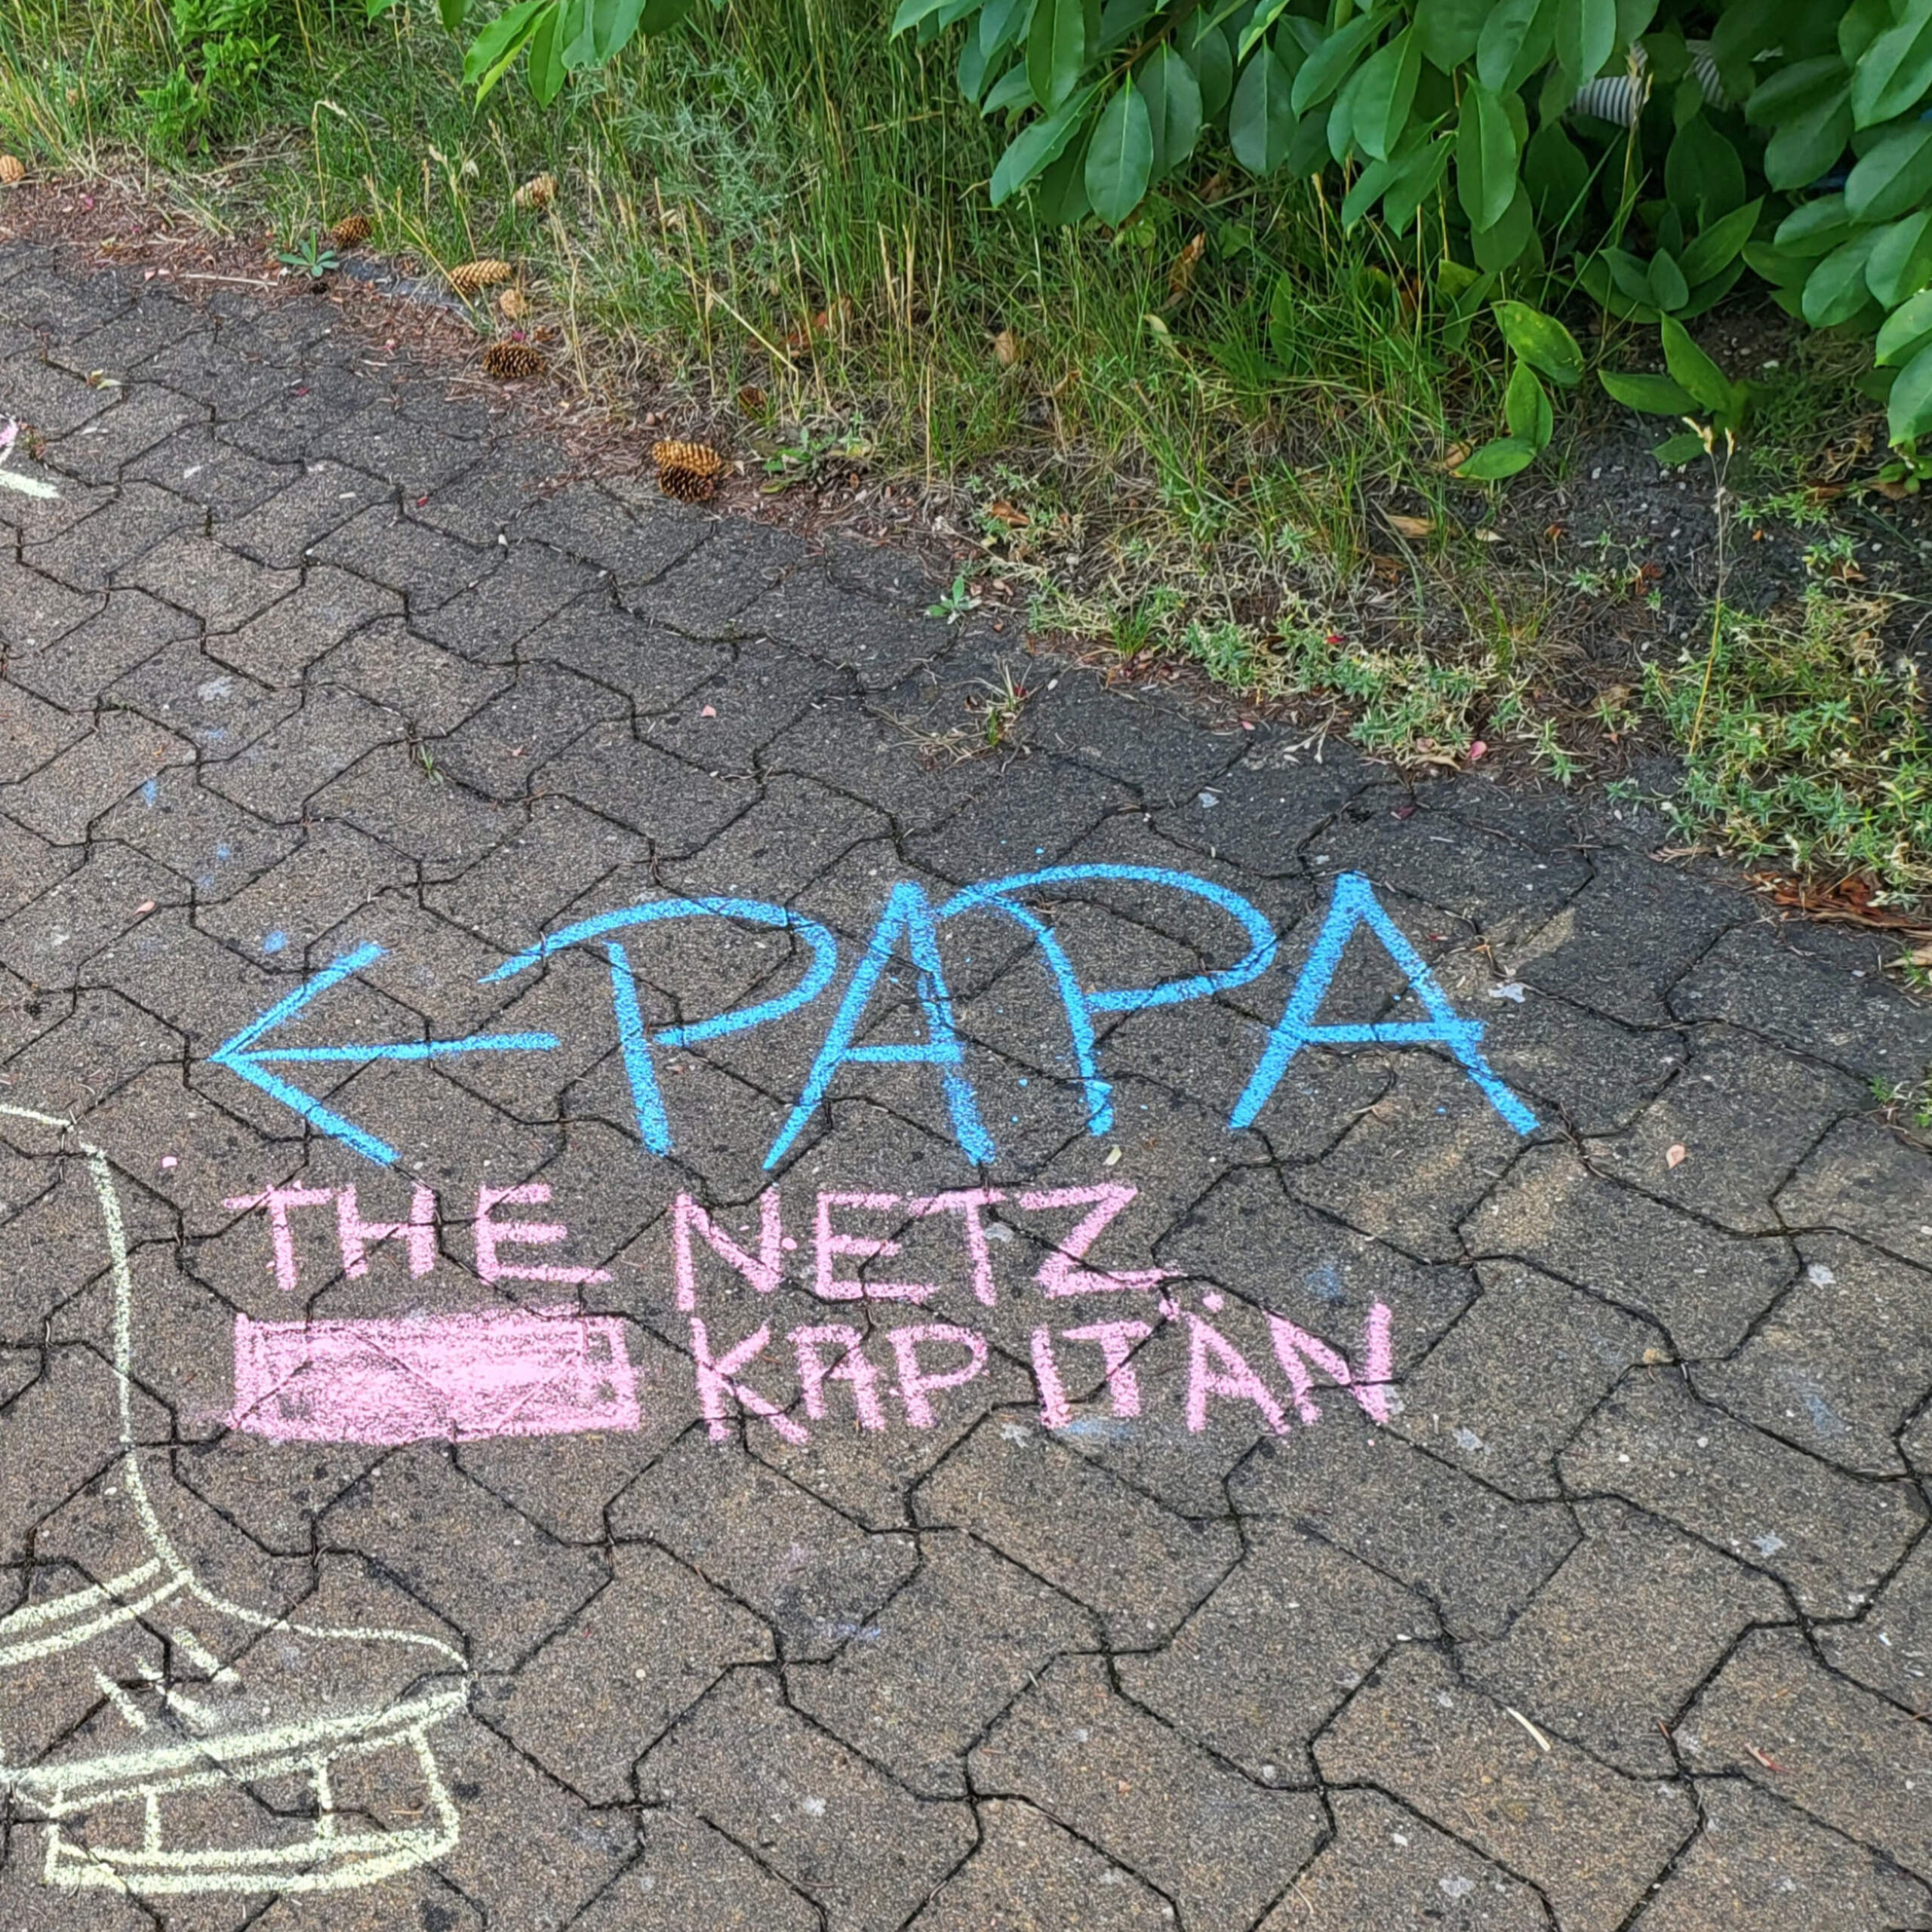 ← PAPA
THE NETZ
KAPITÄN